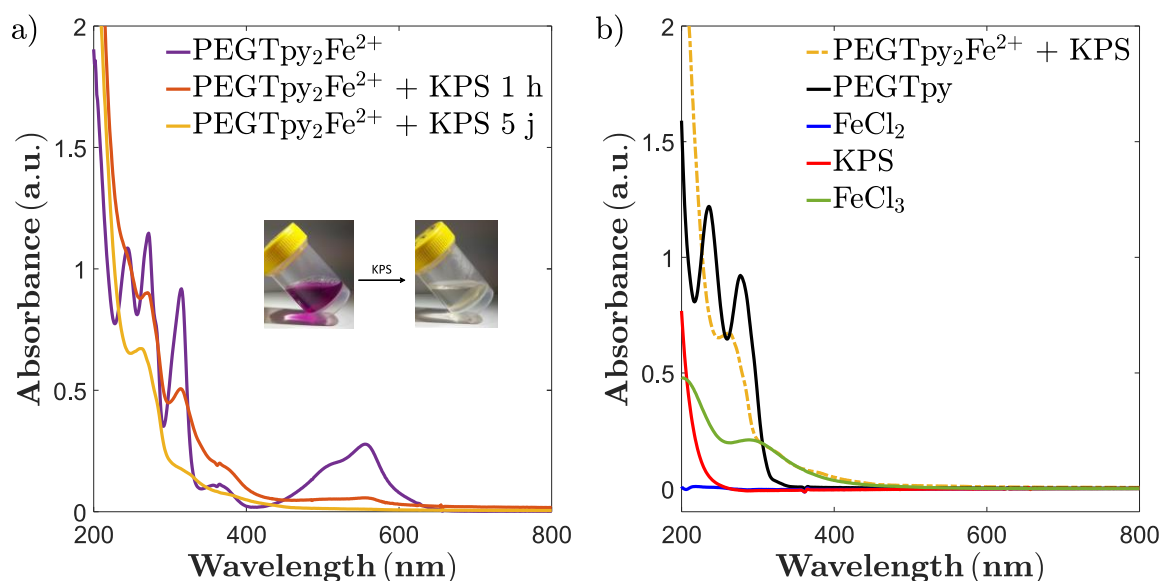 a)
PEGTpy₂Fe²⁺
PEGTpy₂Fe²⁺ + KPS 1 h
PEGTpy₂Fe²⁺ + KPS 5 j
KPS
Absorbance (a.u.)
2
1.5
1
0.5
0
200 400 600 800
Wavelength (nm)
b)
PEGTpy₂Fe²⁺ + KPS
PEGTpy
FeCl₂
KPS
FeCl₃
Absorbance (a.u.)
2
1.5
1
0.5
0
200 400 600 800
Wavelength (nm)